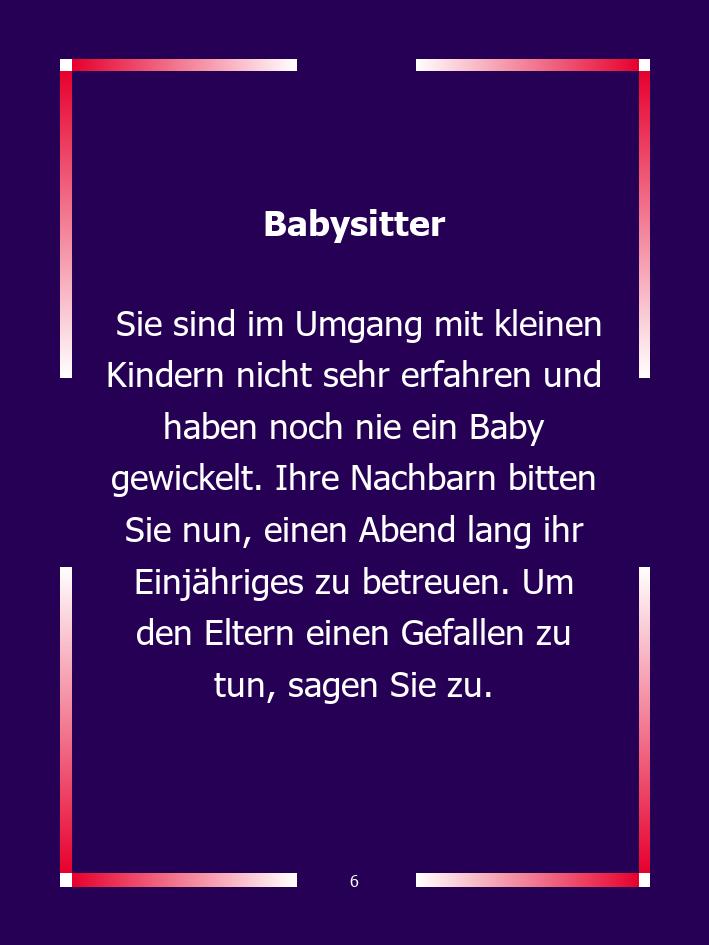 Babysitter
Sie sind im Umgang mit kleinen
Kindern nicht sehr erfahren und
haben noch nie ein Baby
gewickelt. Ihre Nachbarn bitten
Sie nun, einen Abend lang ihr
Einjähriges zu betreuen. Um
den Eltern einen Gefallen zu
tun, sagen Sie zu.
6